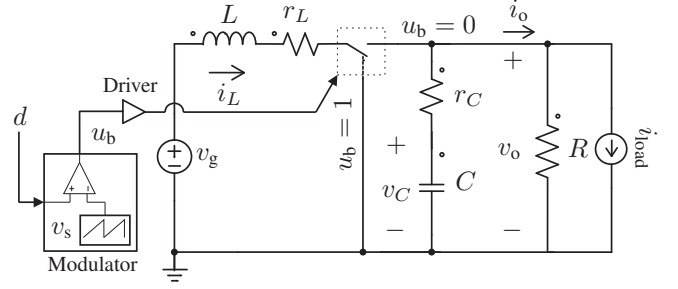 L
r_L
u_b = 0
i_o
+
i_L
Driver
d
u_b
u_b = 1
r_C
+
v_g
+
−
v_C
C
−
v_o
−
R
i_load
+
−
v_s
Modulator